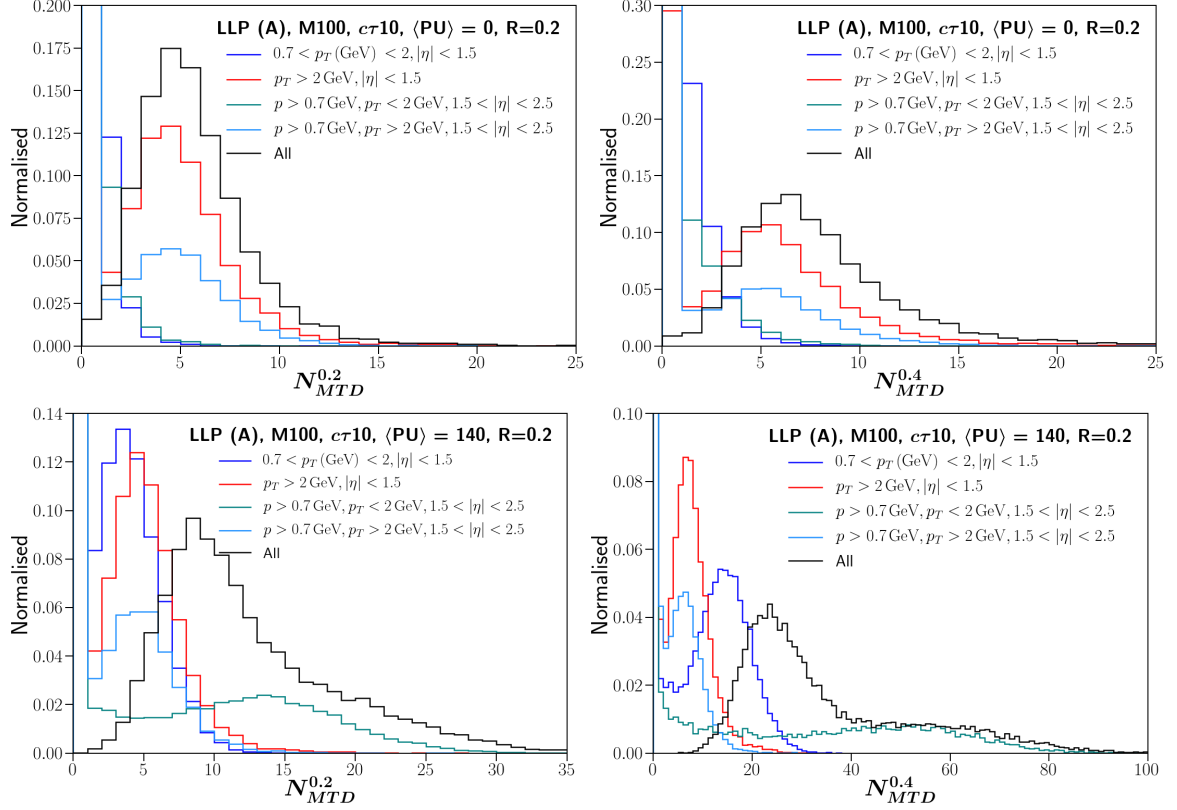 LLP (A), M100, cτ10, ⟨PU⟩ = 0, R=0.2
0.7 < p_T (GeV) < 2, |η| < 1.5
p_T > 2 GeV, |η| < 1.5
p > 0.7 GeV, p_T < 2 GeV, 1.5 < |η| < 2.5
p > 0.7 GeV, p_T > 2 GeV, 1.5 < |η| < 2.5
All
Normalised
0.200
0.175
0.150
0.125
0.100
0.075
0.050
0.025
0.000
0 5 10 15 20 25
N_{MTD}^{0.2}
LLP (A), M100, cτ10, ⟨PU⟩ = 0, R=0.2
0.7 < p_T (GeV) < 2, |η| < 1.5
p_T > 2 GeV, |η| < 1.5
p > 0.7 GeV, p_T < 2 GeV, 1.5 < |η| < 2.5
p > 0.7 GeV, p_T > 2 GeV, 1.5 < |η| < 2.5
All
Normalised
0.30
0.25
0.20
0.15
0.10
0.05
0.00
0 5 10 15 20 25
N_{MTD}^{0.4}
LLP (A), M100, cτ10, ⟨PU⟩ = 140, R=0.2
0.7 < p_T (GeV) < 2, |η| < 1.5
p_T > 2 GeV, |η| < 1.5
p > 0.7 GeV, p_T < 2 GeV, 1.5 < |η| < 2.5
p > 0.7 GeV, p_T > 2 GeV, 1.5 < |η| < 2.5
All
Normalised
0.14
0.12
0.10
0.08
0.06
0.04
0.02
0.00
0 5 10 15 20 25 30 35
N_{MTD}^{0.2}
LLP (A), M100, cτ10, ⟨PU⟩ = 140, R=0.2
0.7 < p_T (GeV) < 2, |η| < 1.5
p_T > 2 GeV, |η| < 1.5
p > 0.7 GeV, p_T < 2 GeV, 1.5 < |η| < 2.5
p > 0.7 GeV, p_T > 2 GeV, 1.5 < |η| < 2.5
All
Normalised
0.10
0.08
0.06
0.04
0.02
0.00
0 20 40 60 80 100
N_{MTD}^{0.4}